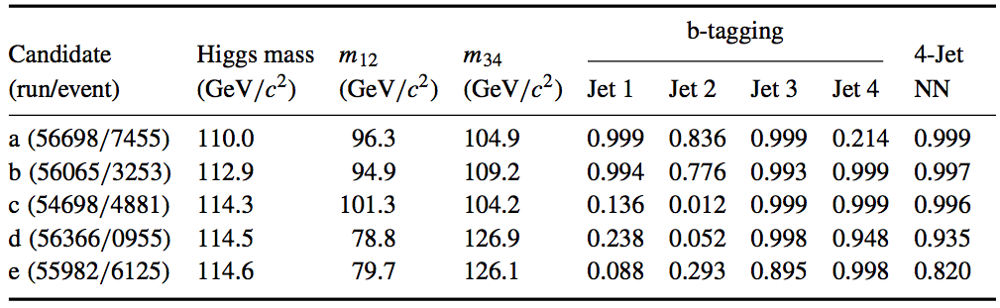 b-tagging
Candidate Higgs mass m12 m34 4-Jet
(run/event) (GeV/c²) (GeV/c²) (GeV/c²) Jet 1 Jet 2 Jet 3 Jet 4 NN
a (56698/7455) 110.0 96.3 104.9 0.999 0.836 0.999 0.214 0.999
b (56065/3253) 112.9 94.9 109.2 0.994 0.776 0.993 0.999 0.997
c (54698/4881) 114.3 101.3 104.2 0.136 0.012 0.999 0.999 0.996
d (56366/0955) 114.5 78.8 126.9 0.238 0.052 0.998 0.948 0.935
e (55982/6125) 114.6 79.7 126.1 0.088 0.293 0.895 0.998 0.820